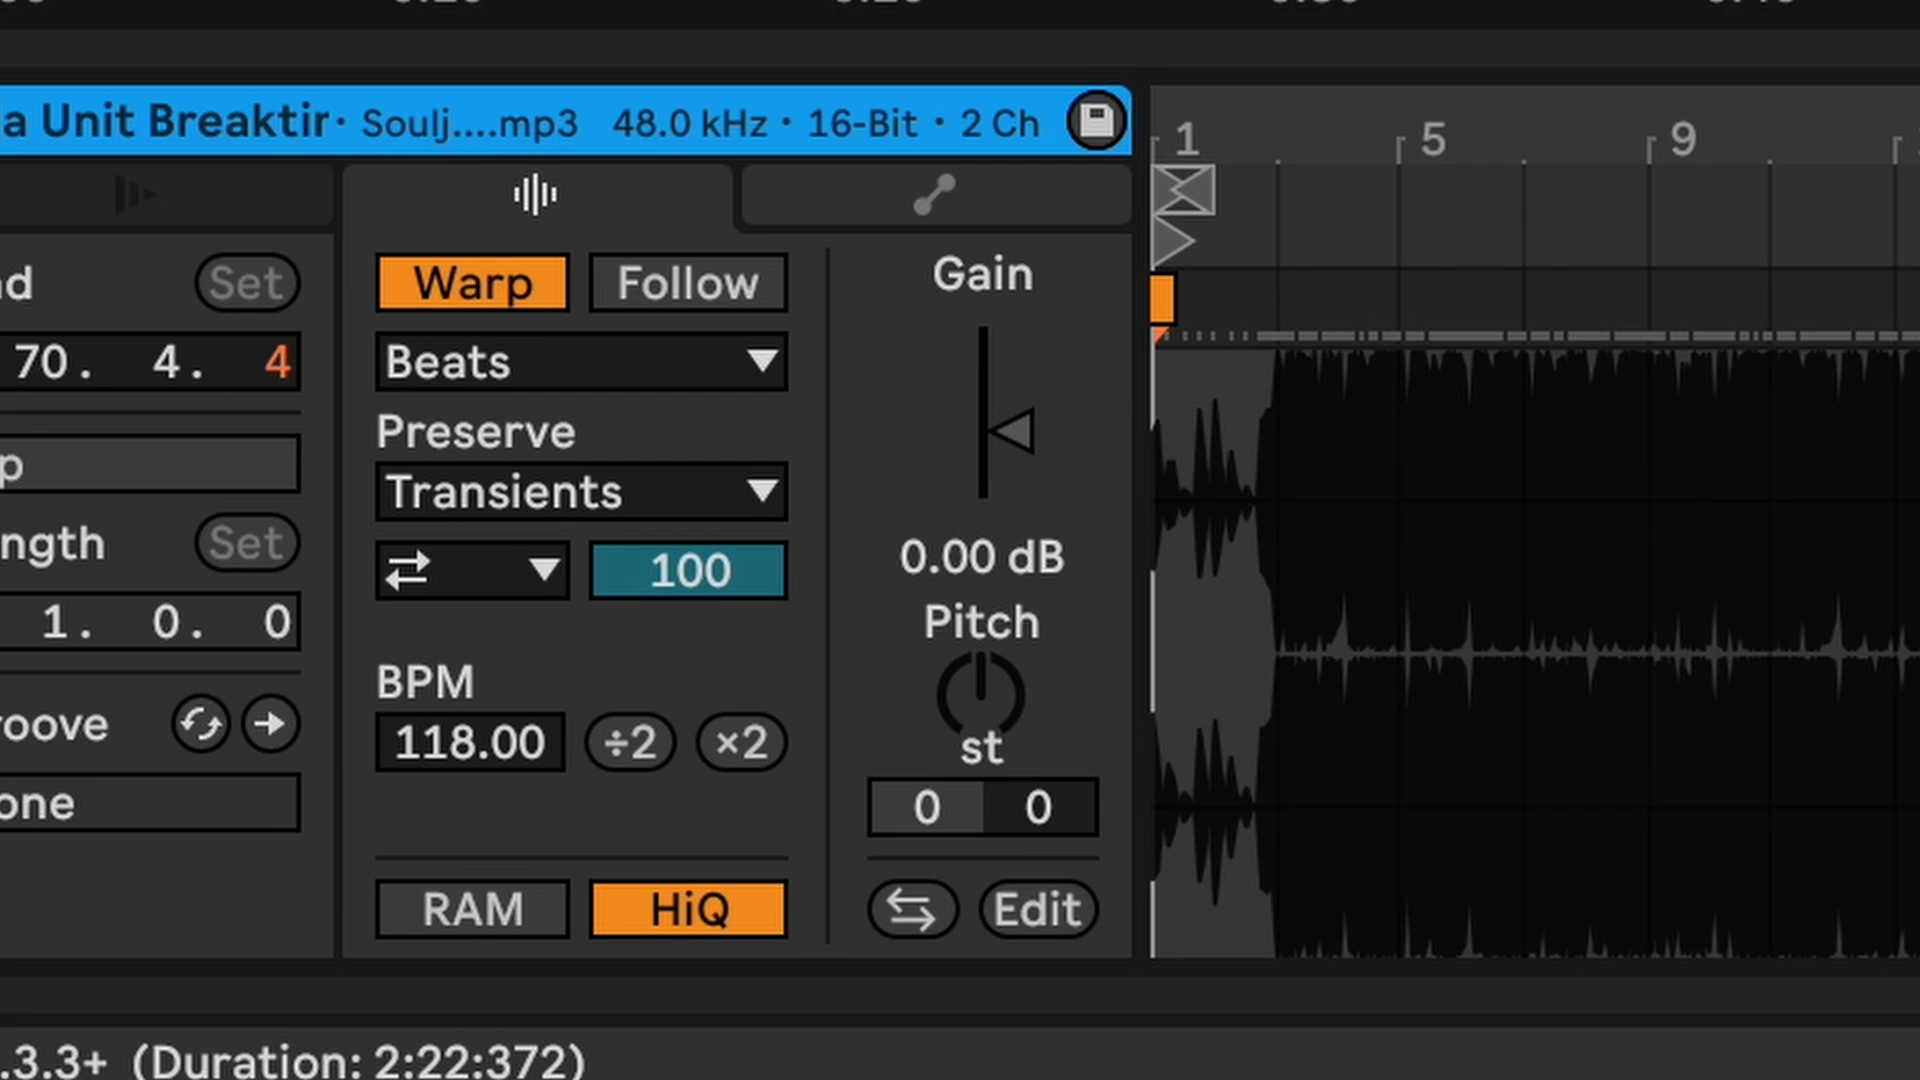 a Unit Breaktir · Soulj....mp3 48.0 kHz · 16-Bit · 2 Ch
1 5 9
nd Set
70. 4. 4
p
ngth Set
1. 0. 0
roove
one
Warp Follow
Beats
Preserve
Transients
100
BPM
118.00 ÷2 ×2
RAM HiQ
Gain
0.00 dB
Pitch
st
0 0
Edit
.3.3+ (Duration: 2:22:372)